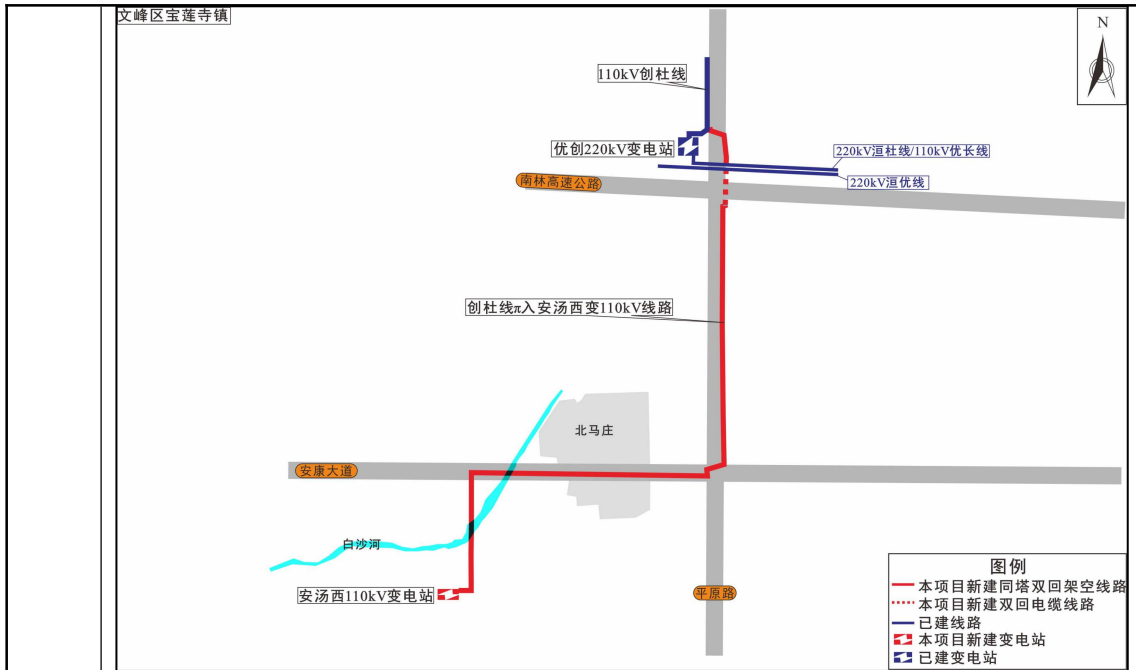 文峰区宝莲寺镇
N
110kV创杜线
优创220kV变电站
220kV洹杜线/110kV优长线
220kV洹优线
南林高速公路
创杜线π入安汤西变110kV线路
北马庄
安康大道
白沙河
安汤西110kV变电站
平原路
图例
本项目新建同塔双回架空线路
本项目新建双回电缆线路
已建线路
本项目新建变电站
已建变电站